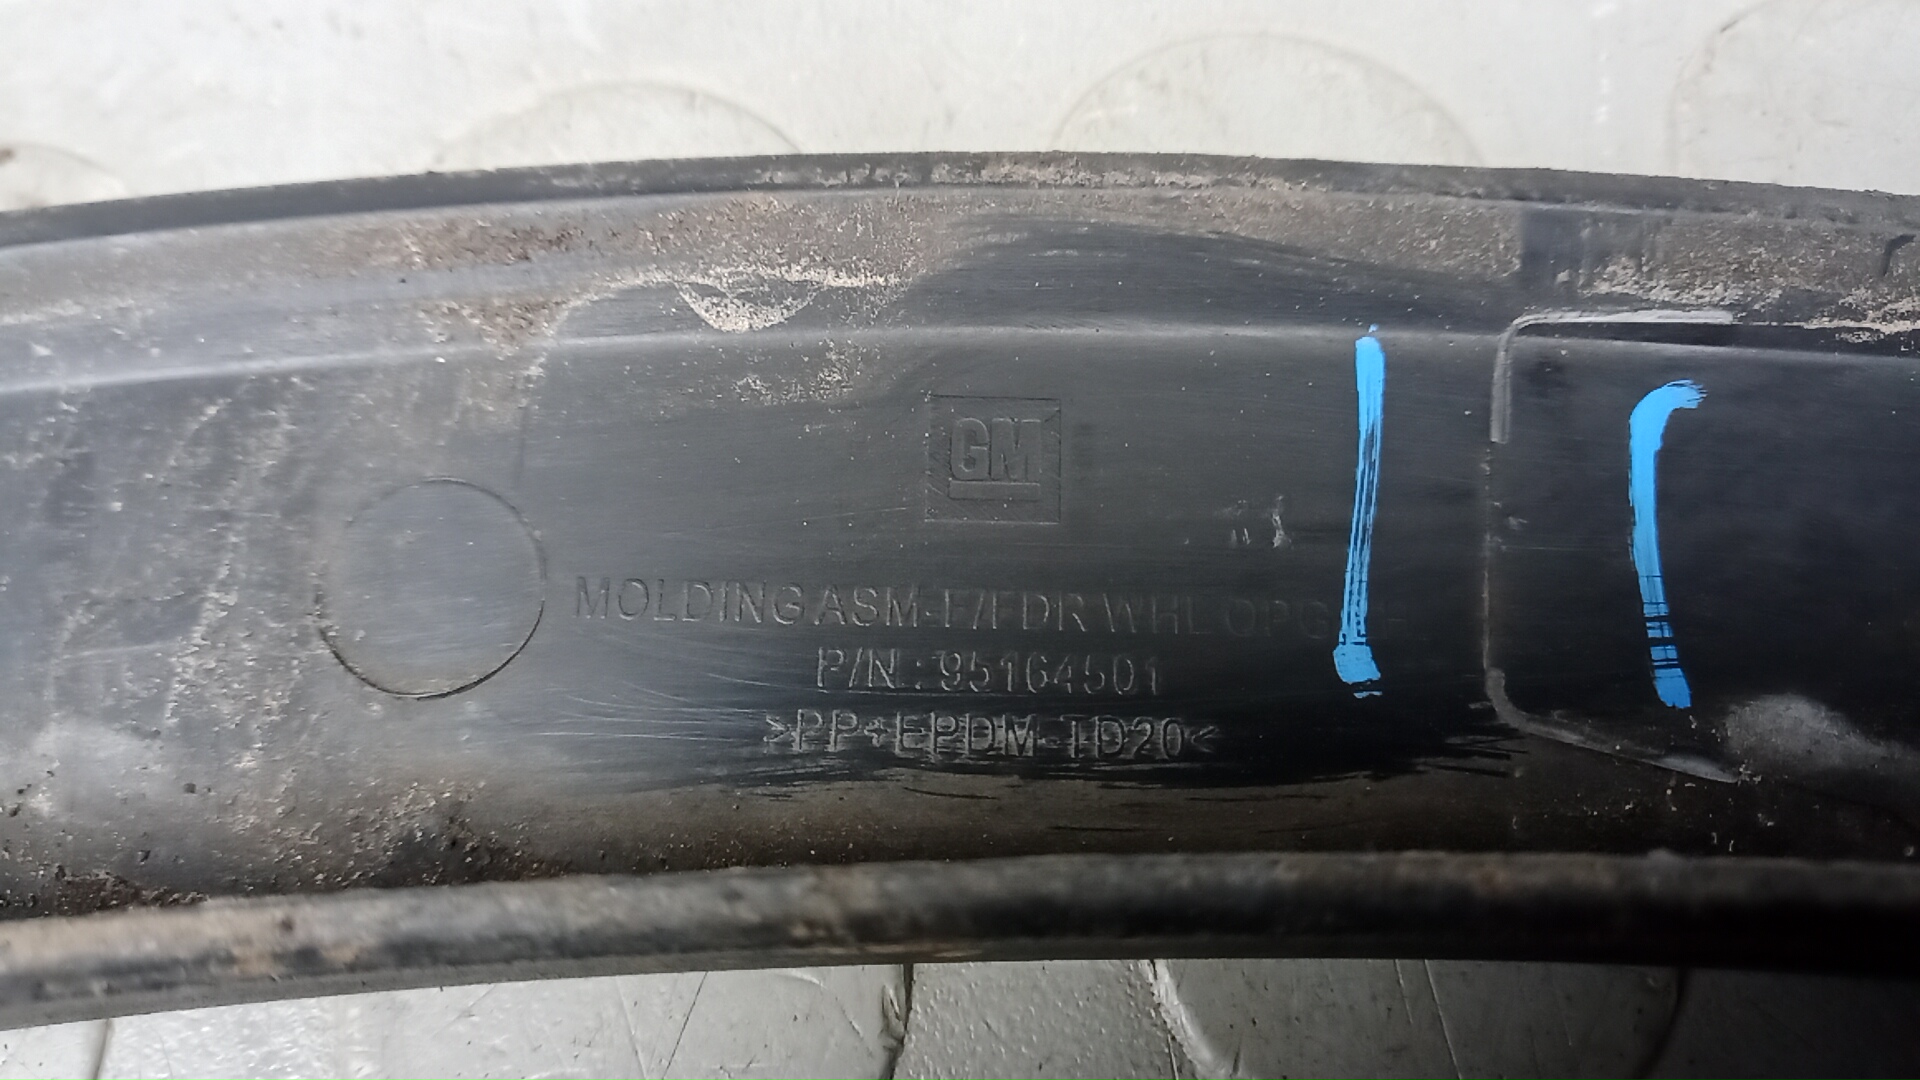 GM
MOLDING ASM-F/FDR WHL OPG
P/N.: 95164501
>PP+EPDM-TD20<